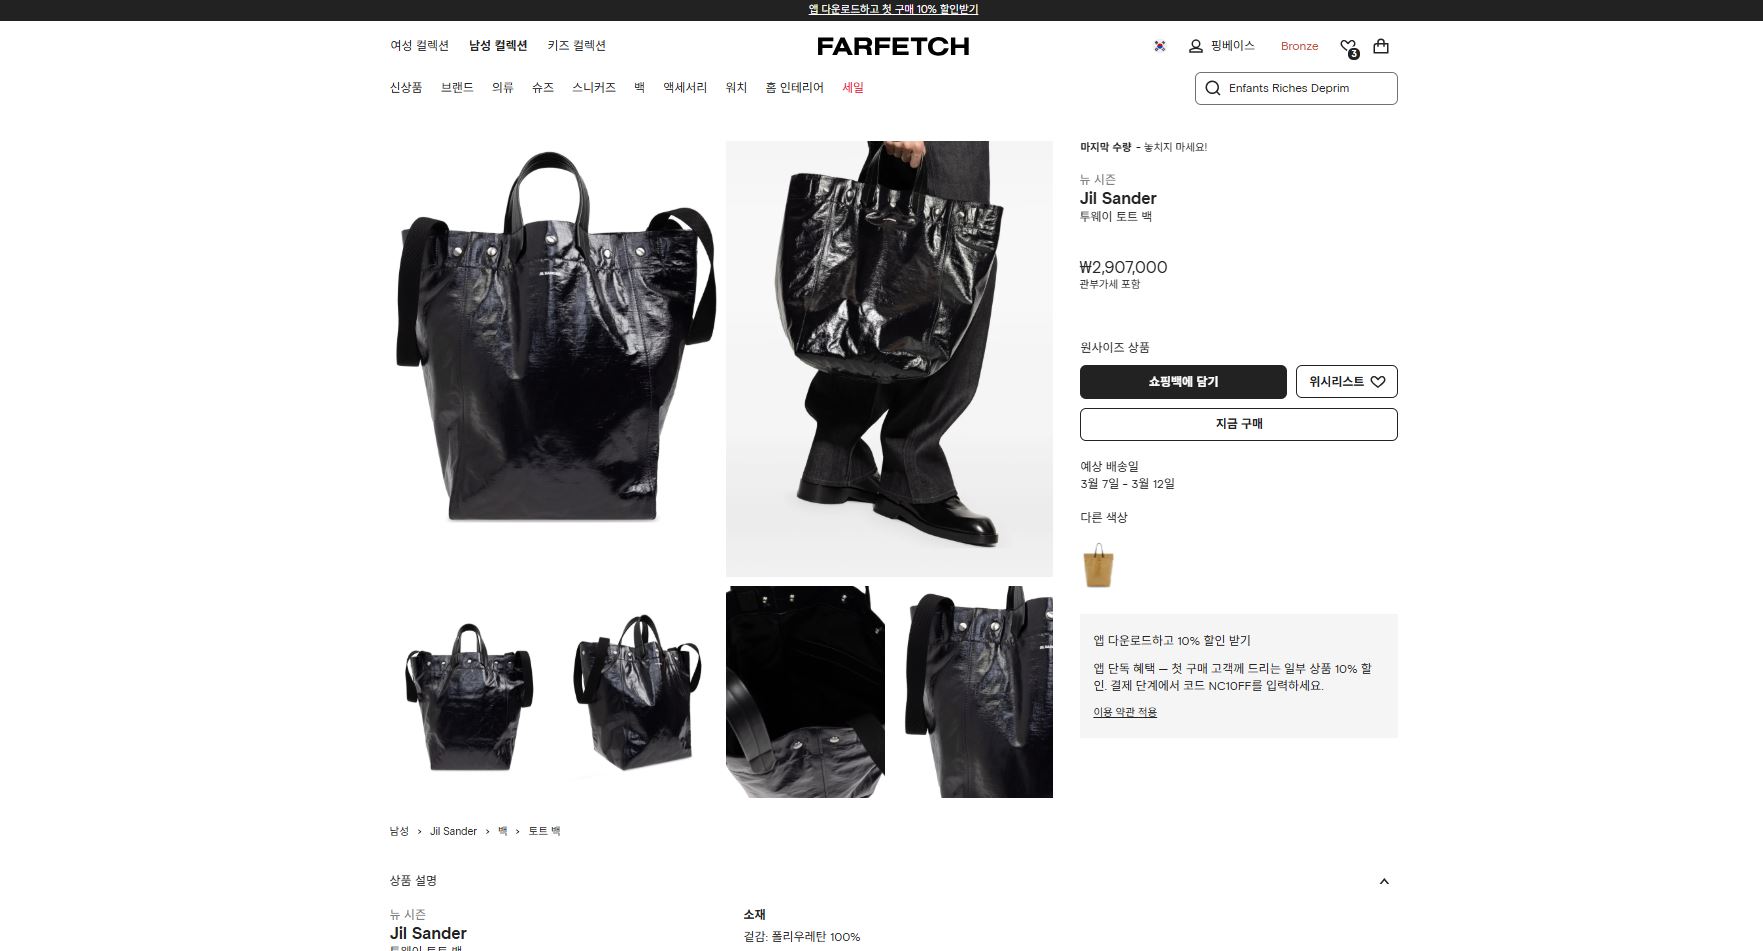 앱 다운로드하고 첫 구매 10% 할인받기
여성 컬렉션 남성 컬렉션 키즈 컬렉션
FARFETCH
핑베이스 Bronze 3
신상품 브랜드 의류 슈즈 스니커즈 백 액세서리 워치 홈 인테리어 세일
Enfants Riches Deprim
마지막 수량 - 놓치지 마세요!
뉴 시즌
Jil Sander
투웨이 토트 백
₩2,907,000
관부가세 포함
원사이즈 상품
쇼핑백에 담기
위시리스트
지금 구매
예상 배송일
3월 7일 - 3월 12일
다른 색상
앱 다운로드하고 10% 할인 받기
앱 단독 혜택 — 첫 구매 고객께 드리는 일부 상품 10% 할
인. 결제 단계에서 코드 NC10FF를 입력하세요.
이용 약관 적용
JIL SANDER
남성 › Jil Sander › 백 › 토트 백
상품 설명
뉴 시즌
Jil Sander
투웨이 토트 백
소재
겉감: 폴리우레탄 100%